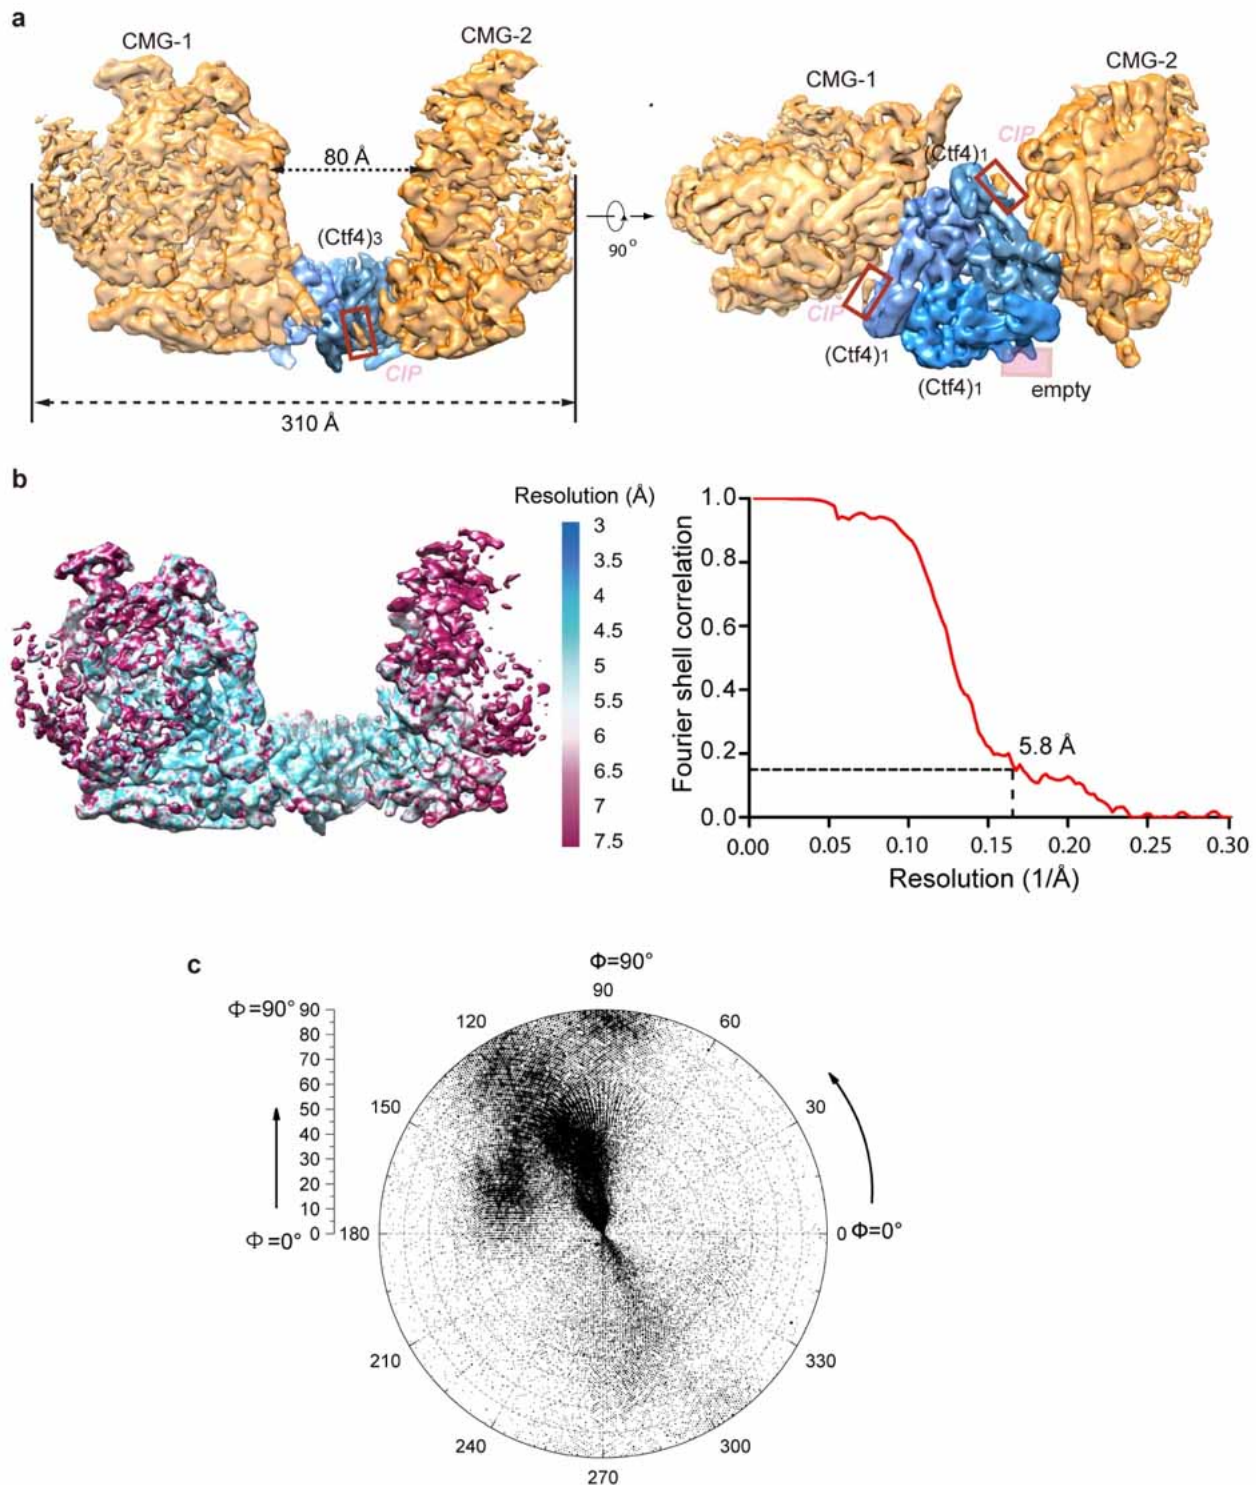 a
CMG-1
CMG-2
80 Å
(Ctf4)3
CIP
310 Å
90°
CMG-1
CMG-2
CIP
(Ctf4)1
CIP
(Ctf4)1
(Ctf4)1
empty
b
Resolution (Å)
3
3.5
4
4.5
5
5.5
6
6.5
7
7.5
Fourier shell correlation
1.0
0.8
0.6
0.4
0.2
0.0
5.8 Å
0.00 0.05 0.10 0.15 0.20 0.25 0.30
Resolution (1/Å)
c
Φ=90°
Φ=90° 90
80
70
60
50
40
30
20
10
Φ=0° 0
90
60
30
0 Φ=0°
330
300
270
240
210
180
150
120